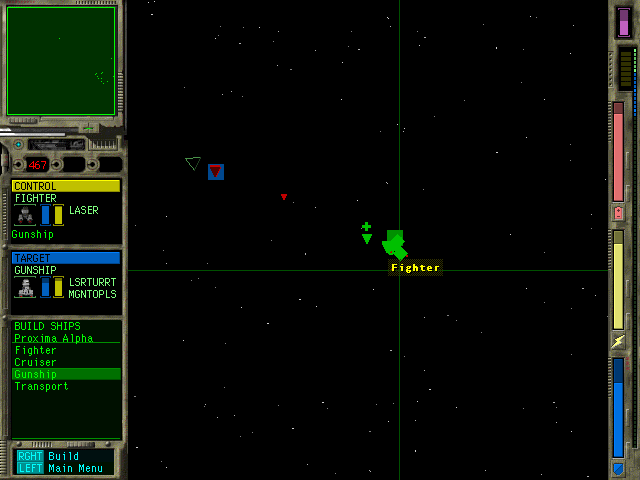 467
CONTROL
FIGHTER
LASER
Gunship
TARGET
GUNSHIP
LSRTURRT
MGNTOPLS
BUILD SHIPS
Proxima Alpha
Fighter
Cruiser
Gunship
Transport
RGHT Build
LEFT Main Menu
Fighter